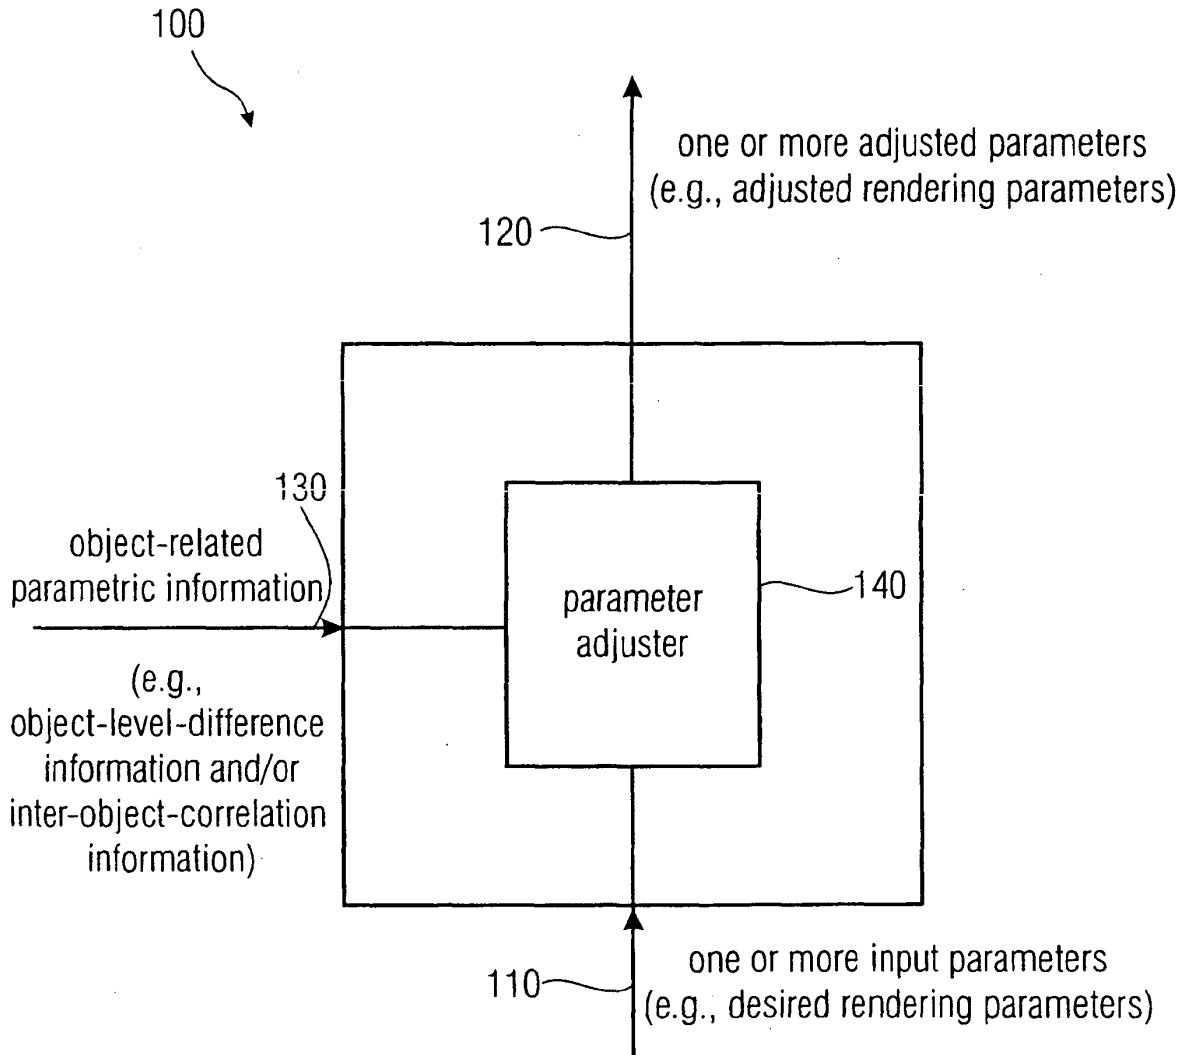 100
one or more adjusted parameters
(e.g., adjusted rendering parameters)
120
130
object-related
parametric information
parameter
adjuster
140
(e.g.,
object-level-difference
information and/or
inter-object-correlation
information)
110
one or more input parameters
(e.g., desired rendering parameters)